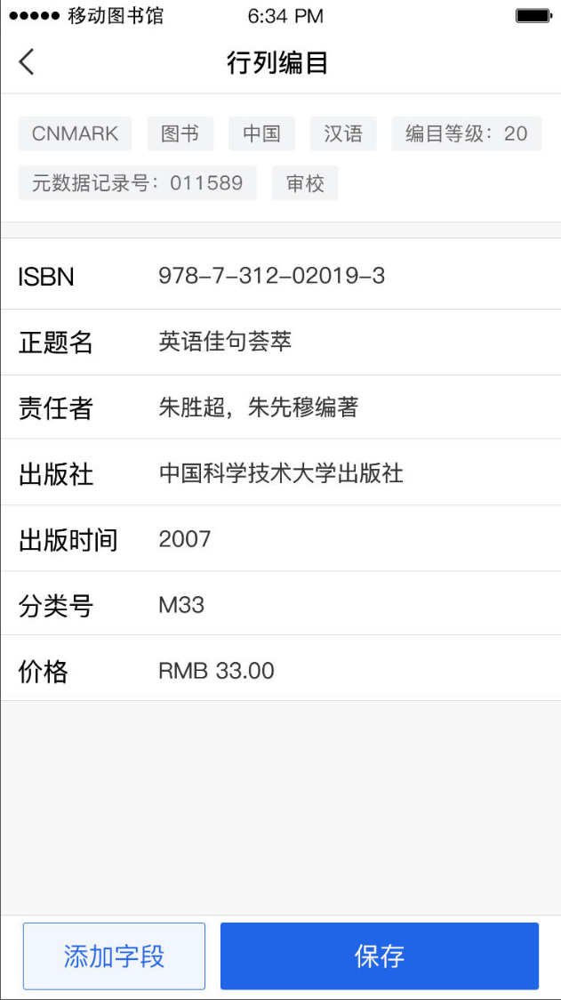 移动图书馆 6:34 PM
行列编目
CNMARK 图书 中国 汉语 编目等级：20
元数据记录号：011589 审校
ISBN 978-7-312-02019-3
正题名 英语佳句荟萃
责任者 朱胜超，朱先穆编著
出版社 中国科学技术大学出版社
出版时间 2007
分类号 M33
价格 RMB 33.00
添加字段 保存